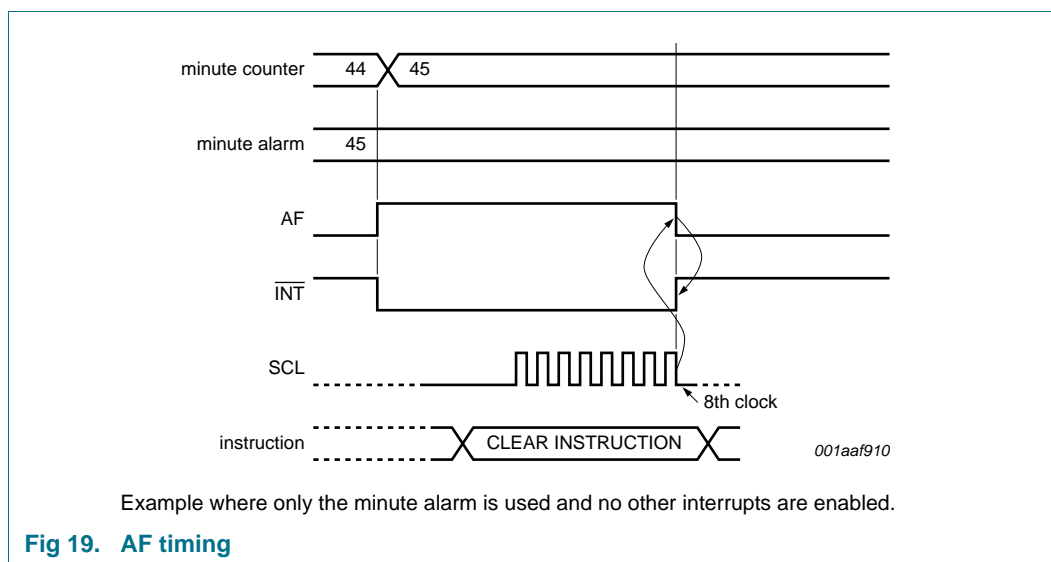 minute counter 44 45
minute alarm 45
AF
INT
SCL
8th clock
instruction CLEAR INSTRUCTION 001aaf910
Example where only the minute alarm is used and no other interrupts are enabled.
Fig 19. AF timing